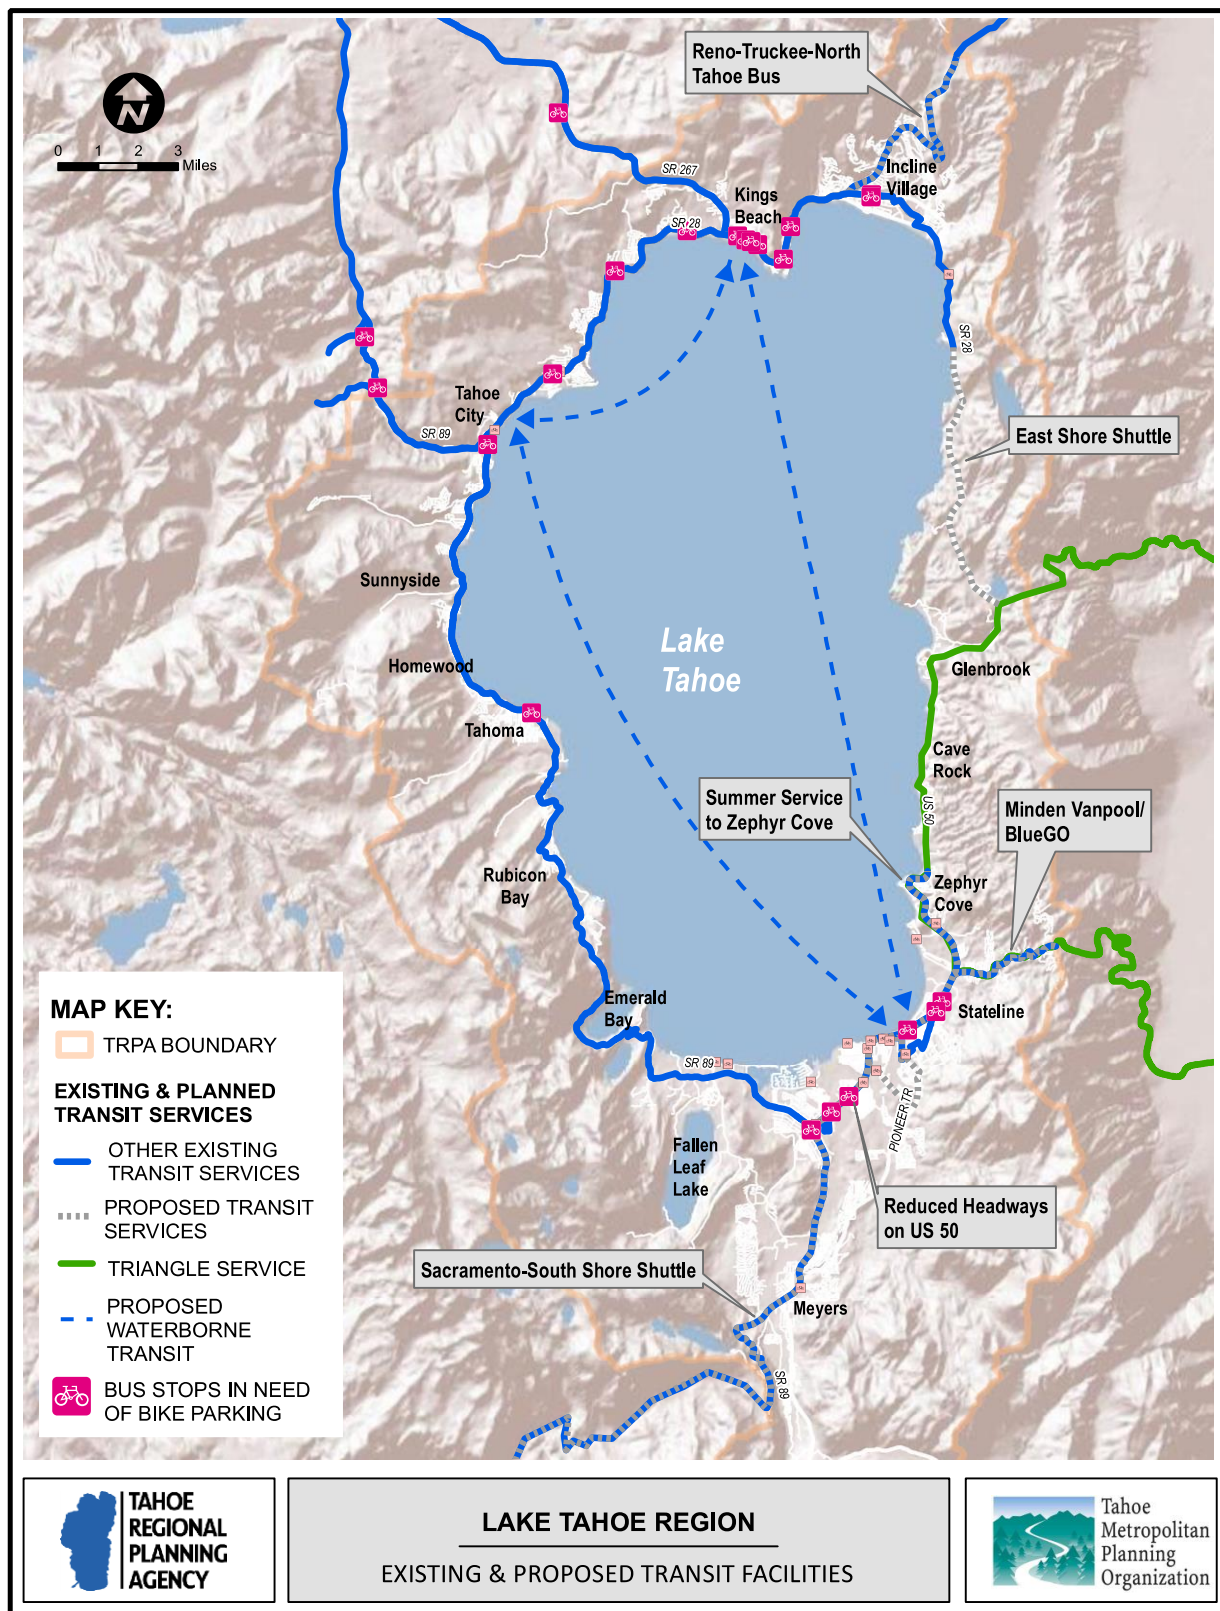 Reno-Truckee-North
Tahoe Bus
N
0 1 2 3
Miles
SR 267
Incline
Village
Kings
Beach
SR 28
SR 28
Tahoe
City
SR 89
East Shore Shuttle
Sunnyside
Lake
Tahoe
Homewood
Glenbrook
Tahoma
Cave
Rock
Summer Service
to Zephyr Cove
US 50
Minden Vanpool/
BlueGO
Rubicon
Bay
Zephyr
Cove
Emerald
Bay
Stateline
SR 89
PIONEER TR
Fallen
Leaf
Lake
Reduced Headways
on US 50
Sacramento-South Shore Shuttle
Meyers
SR 89
MAP KEY:
TRPA BOUNDARY
EXISTING & PLANNED
TRANSIT SERVICES
OTHER EXISTING
TRANSIT SERVICES
PROPOSED TRANSIT
SERVICES
TRIANGLE SERVICE
PROPOSED
WATERBORNE
TRANSIT
BUS STOPS IN NEED
OF BIKE PARKING
TAHOE
REGIONAL
PLANNING
AGENCY
LAKE TAHOE REGION
EXISTING & PROPOSED TRANSIT FACILITIES
Tahoe
Metropolitan
Planning
Organization